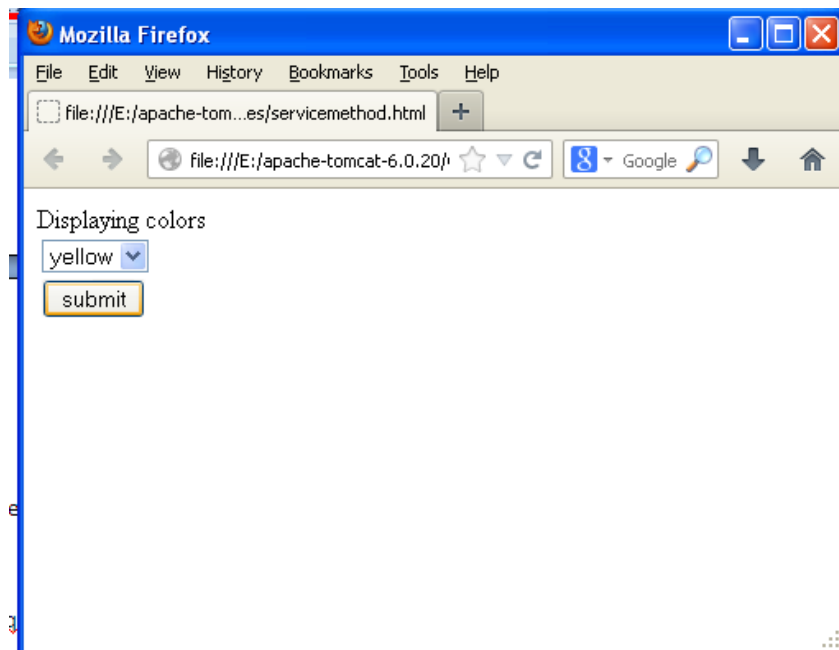 Mozilla Firefox
File Edit View History Bookmarks Tools Help
file:///E:/apache-tom...es/servicemethod.html +
file:///E:/apache-tomcat-6.0.20/ 8 Google
Displaying colors
yellow
submit
e